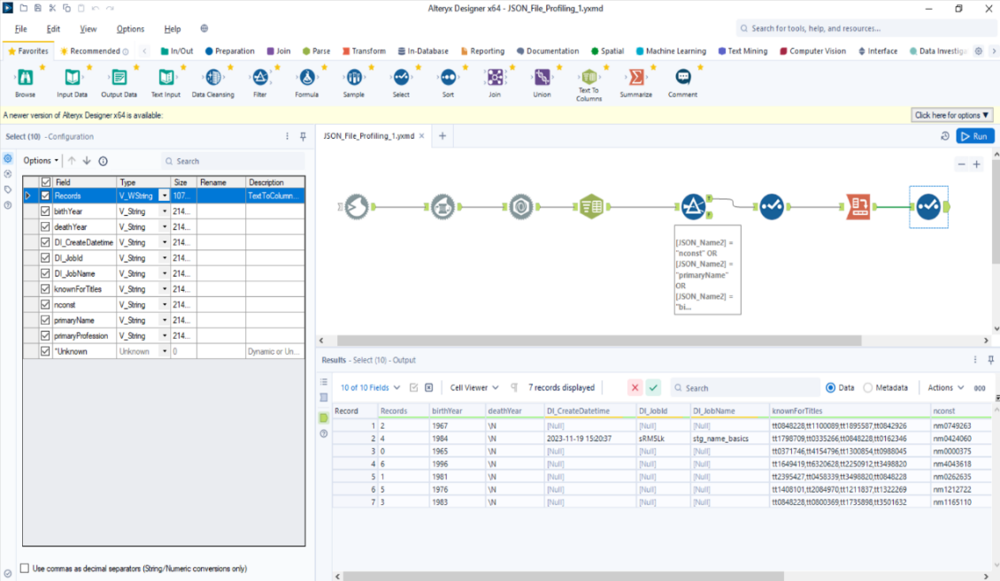 Alteryx Designer x64 - JSON_File_Profiling_1.yxmd
File Edit View Options Help
Search for tools, help, and resources...
Favorites Recommended In/Out Preparation Join Parse Transform In-Database Reporting Documentation Spatial Machine Learning Text Mining Computer Vision Interface Data Investiga
Browse Input Data Output Data Text Input Data Cleansing Filter Formula Sample Select Sort Join Union Text To Columns Summarize Comment
A newer version of Alteryx Designer x64 is available:
Click here for options ▼
Select (10) - Configuration
Options
Search
Field Type Size Rename Description
Records V_WString 107... TextToColumn...
birthYear V_String 214...
deathYear V_String 214...
DI_CreateDatetime V_String 214...
DI_JobId V_String 214...
DI_JobName V_String 214...
knownForTitles V_String 214...
nconst V_String 214...
primaryName V_String 214...
primaryProfession V_String 214...
*Unknown Unknown 0 Dynamic or Un...
Use commas as decimal separators (String/Numeric conversions only)
JSON_File_Profiling_1.yxmd
Run
[JSON_Name2] =
"nconst" OR
[JSON_Name2] =
"primaryName"
OR
[JSON_Name2] =
"bi...
Results - Select (10) - Output
10 of 10 Fields Cell Viewer 7 records displayed Search Data Metadata Actions 000
Record Records birthYear deathYear DI_CreateDatetime DI_JobId DI_JobName knownForTitles nconst
1 2 1967 \N [Null] [Null] [Null] tt0848228,tt1100089,tt1895587,tt0842926 nm0749263
2 4 1984 \N 2023-11-19 15:20:37 sRMSLk stg_name_basics tt1798709,tt0335266,tt0848228,tt0162346 nm0424060
3 0 1965 \N [Null] [Null] [Null] tt0371746,tt4154796,tt1300854,tt0988045 nm0000375
4 6 1996 \N [Null] [Null] [Null] tt1649419,tt6320628,tt2250912,tt3498820 nm4043618
5 1 1981 \N [Null] [Null] [Null] tt2395427,tt0458339,tt3498820,tt0848228 nm0262635
6 5 1976 \N [Null] [Null] [Null] tt1408101,tt2084970,tt1211837,tt1322269 nm1212722
7 3 1983 \N [Null] [Null] [Null] tt0848228,tt0800369,tt1735898,tt3501632 nm1165110